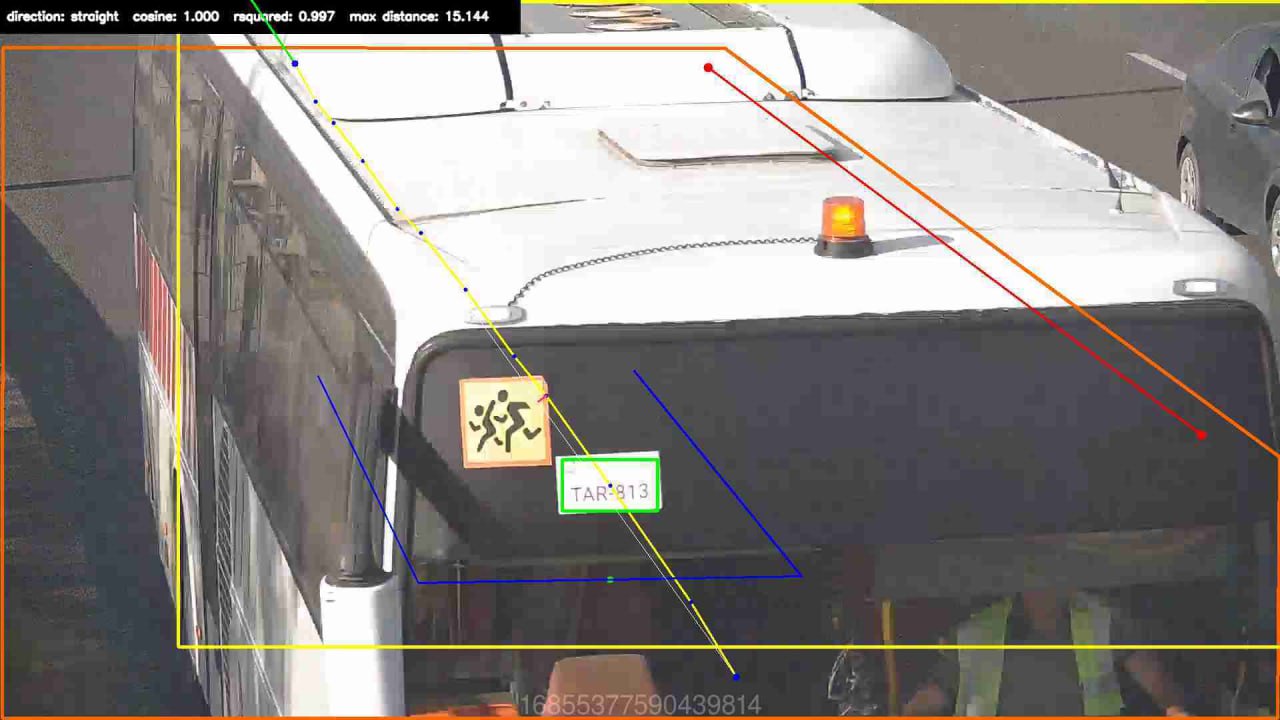 direction: straight cosine: 1.000 rsquared: 0.997 max distance: 15.144
TAR-813
16855377590439814